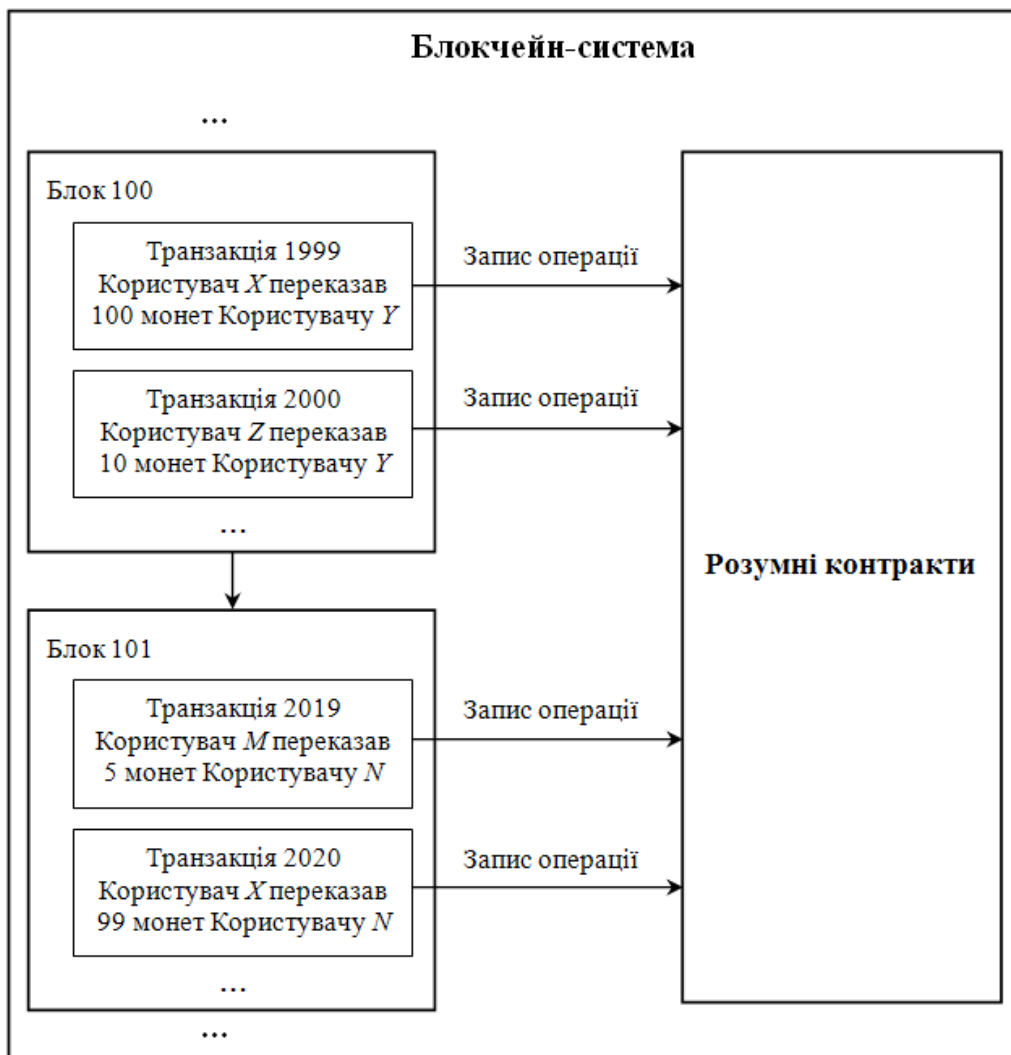 Блокчейн-система
...
Блок 100
Транзакція 1999
Користувач X переказав
100 монет Користувачу Y
Запис операції
Транзакція 2000
Користувач Z переказав
10 монет Користувачу Y
Запис операції
...
Розумні контракти
Блок 101
Транзакція 2019
Користувач M переказав
5 монет Користувачу N
Запис операції
Транзакція 2020
Користувач X переказав
99 монет Користувачу N
Запис операції
...
...